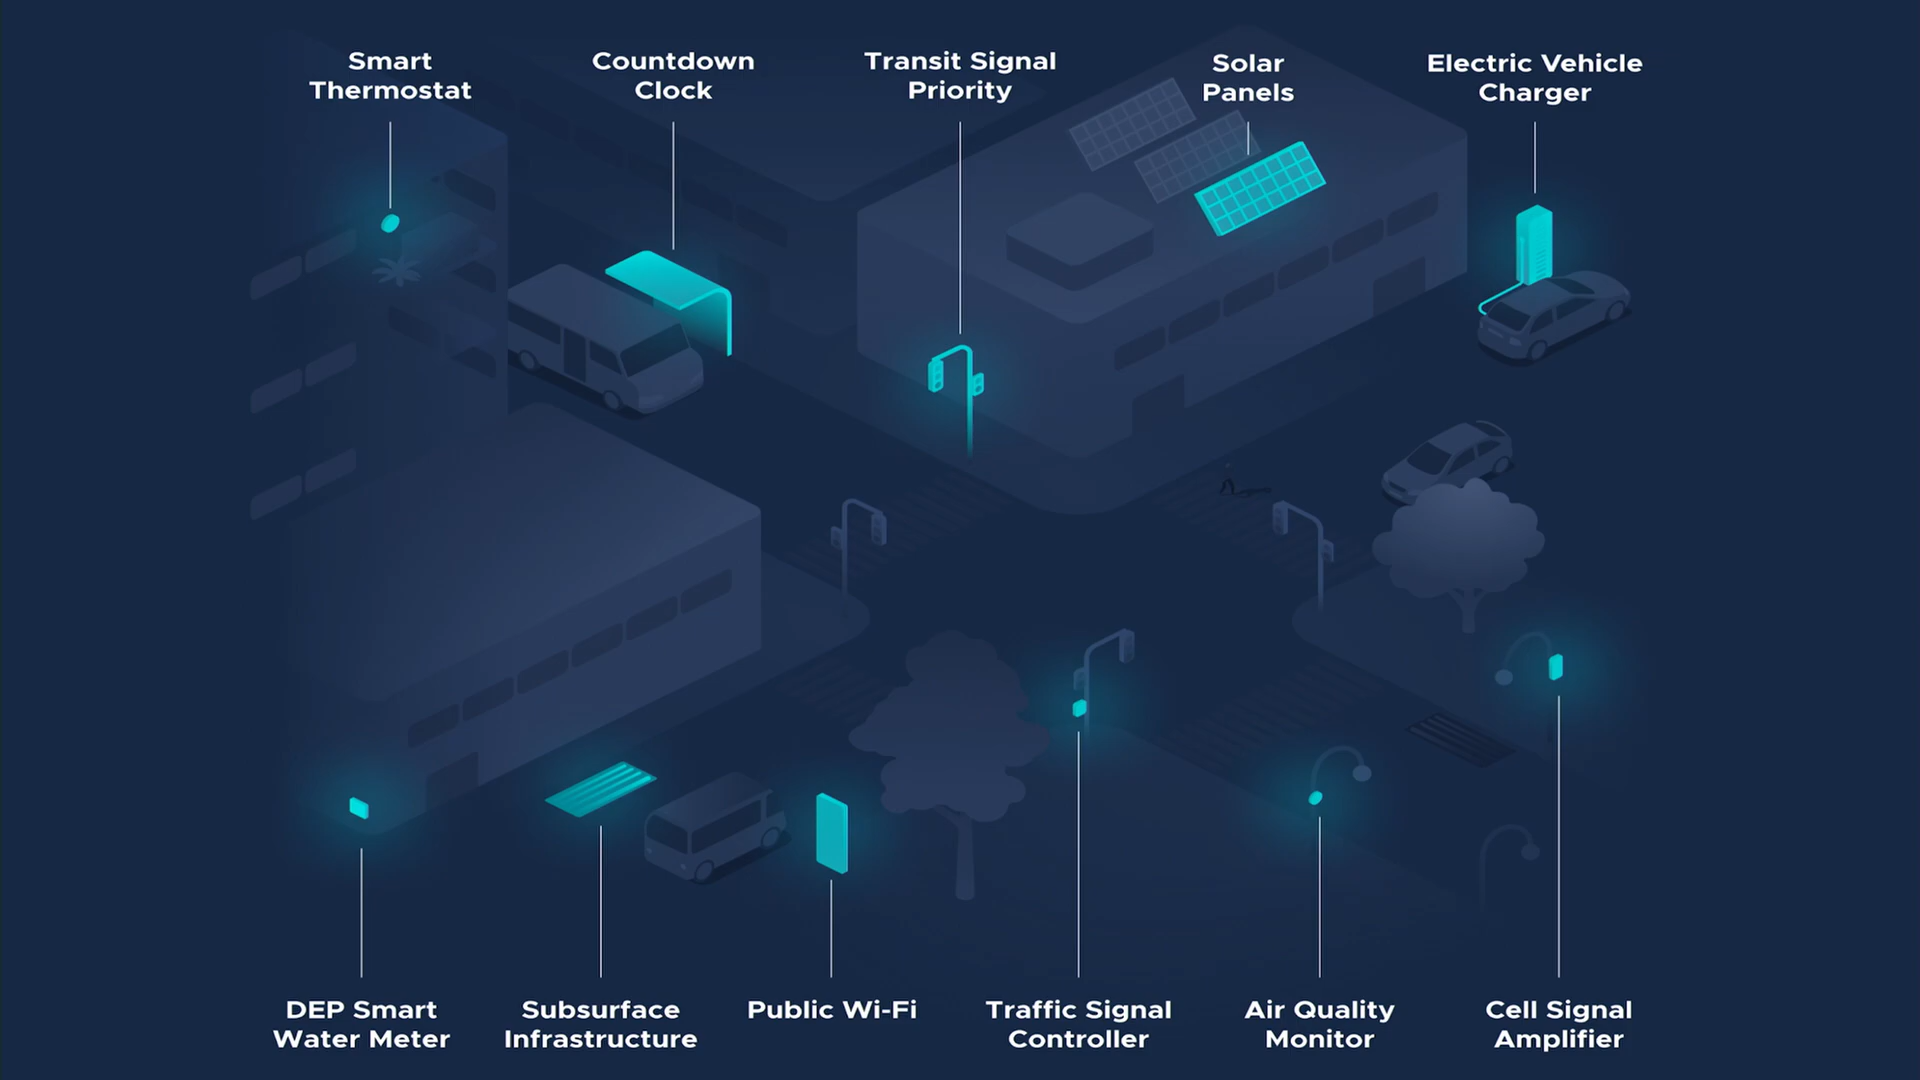 Smart
Thermostat
Countdown
Clock
Transit Signal
Priority
Solar
Panels
Electric Vehicle
Charger
DEP Smart
Water Meter
Subsurface
Infrastructure
Public Wi-Fi
Traffic Signal
Controller
Air Quality
Monitor
Cell Signal
Amplifier